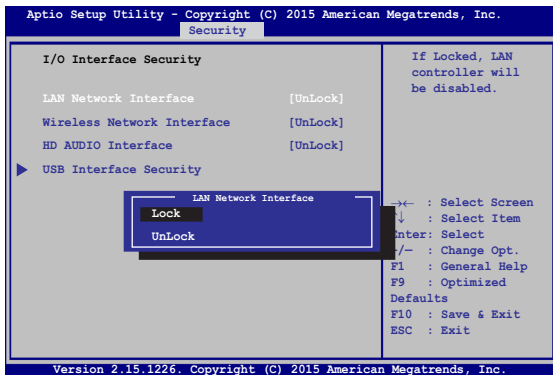 Aptio Setup Utility - Copyright (C) 2015 American Megatrends, Inc.
Security
I/O Interface Security
LAN Network Interface [UnLock]
Wireless Network Interface [UnLock]
HD AUDIO Interface [UnLock]
USB Interface Security
If Locked, LAN
controller will
be disabled.
LAN Network Interface
Lock
UnLock
→← : Select Screen
↑↓ : Select Item
Enter: Select
+/— : Change Opt.
F1 : General Help
F9 : Optimized
Defaults
F10 : Save & Exit
ESC : Exit
Version 2.15.1226. Copyright (C) 2015 American Megatrends, Inc.